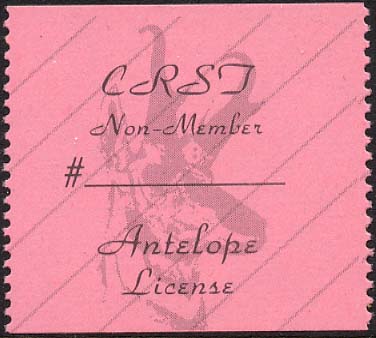 CRST
Non-Member
#
Antelope
License